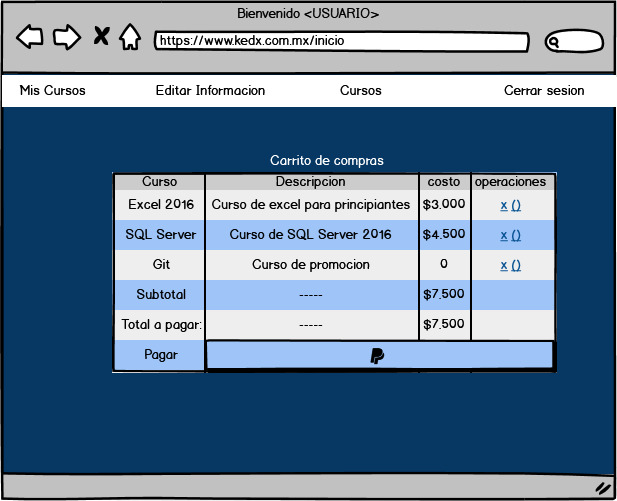 Bienvenido <USUARIO>
https://www.kedx.com.mx/inicio
Mis Cursos Editar Informacion Cursos Cerrar sesion
Carrito de compras
Curso Descripcion costo operaciones
Excel 2016 Curso de excel para principiantes $3.000 x ()
SQL Server Curso de SQL Server 2016 $4.500 x ()
Git Curso de promocion 0 x ()
Subtotal ----- $7.500
Total a pagar: ----- $7.500
Pagar